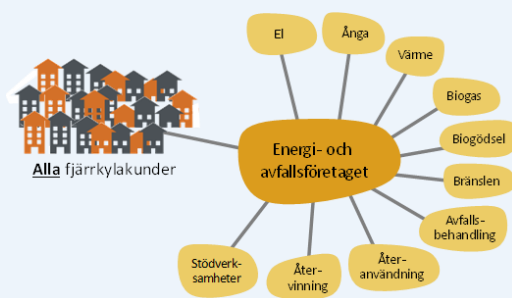 El
Ånga
Värme
Biogas
Biogödsel
Bränslen
Avfalls-
behandling
Åter-
användning
Åter-
vinning
Stödverk-
samheter
Energi- och
avfallsföretaget
Alla fjärrkylakunder